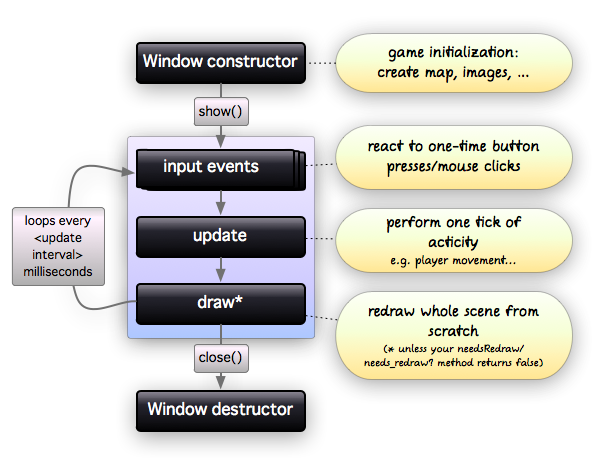 Window constructor
game initialization:
create map, images, ...
show()
input events
react to one-time button
presses/mouse clicks
loops every
<update
interval>
milliseconds
update
perform one tick of
acticity
e.g. player movement...
draw*
redraw whole scene from
scratch
(* unless your needsRedraw/
needs_redraw? method returns false)
close()
Window destructor